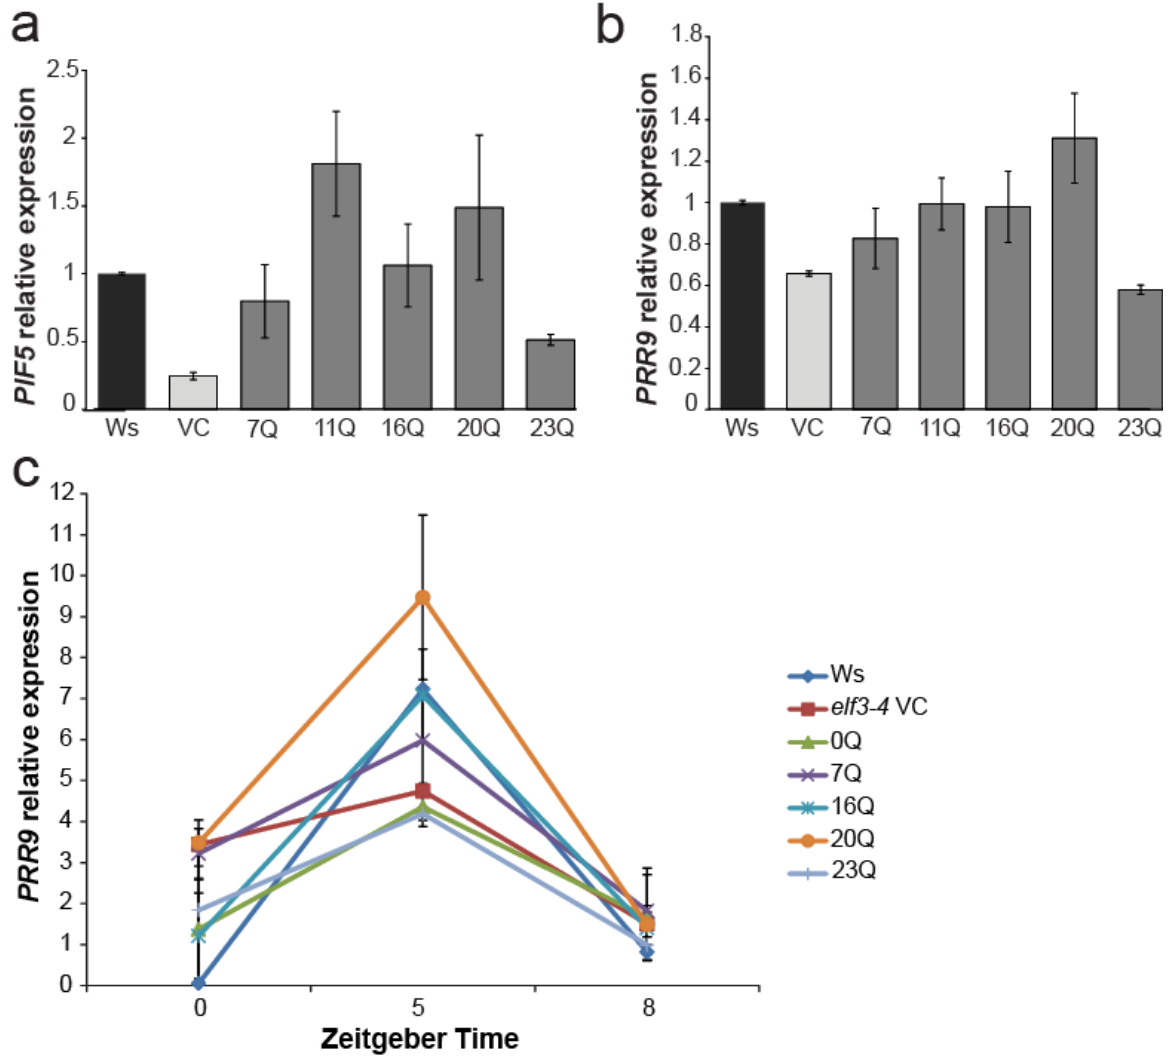 a
PIF5 relative expression
2.5
2
1.5
1
0.5
0
Ws VC 7Q 11Q 16Q 20Q 23Q
b
PRR9 relative expression
1.8
1.6
1.4
1.2
1
0.8
0.6
0.4
0.2
0
Ws VC 7Q 11Q 16Q 20Q 23Q
c
PRR9 relative expression
12
11
10
9
8
7
6
5
4
3
2
1
0
0 5 8
Zeitgeber Time
Ws
elf3-4 VC
0Q
7Q
16Q
20Q
23Q